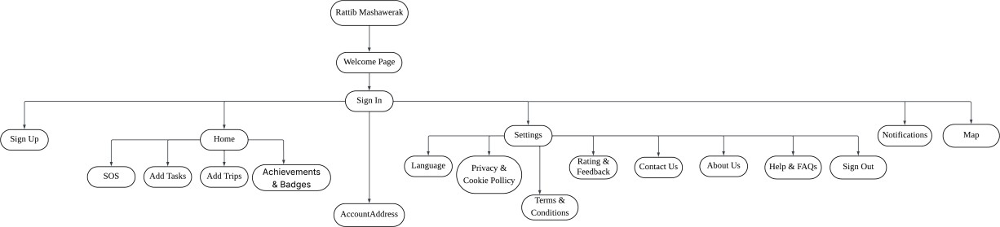 Rattib Mashawerak
Welcome Page
Sign In
Sign Up
Home
Settings
Notifications
Map
SOS
Add Tasks
Add Trips
Achievements
& Badges
Language
Privacy &
Cookie Pollicy
Rating &
Feedback
Contact Us
About Us
Help & FAQs
Sign Out
Terms &
Conditions
AccountAddress